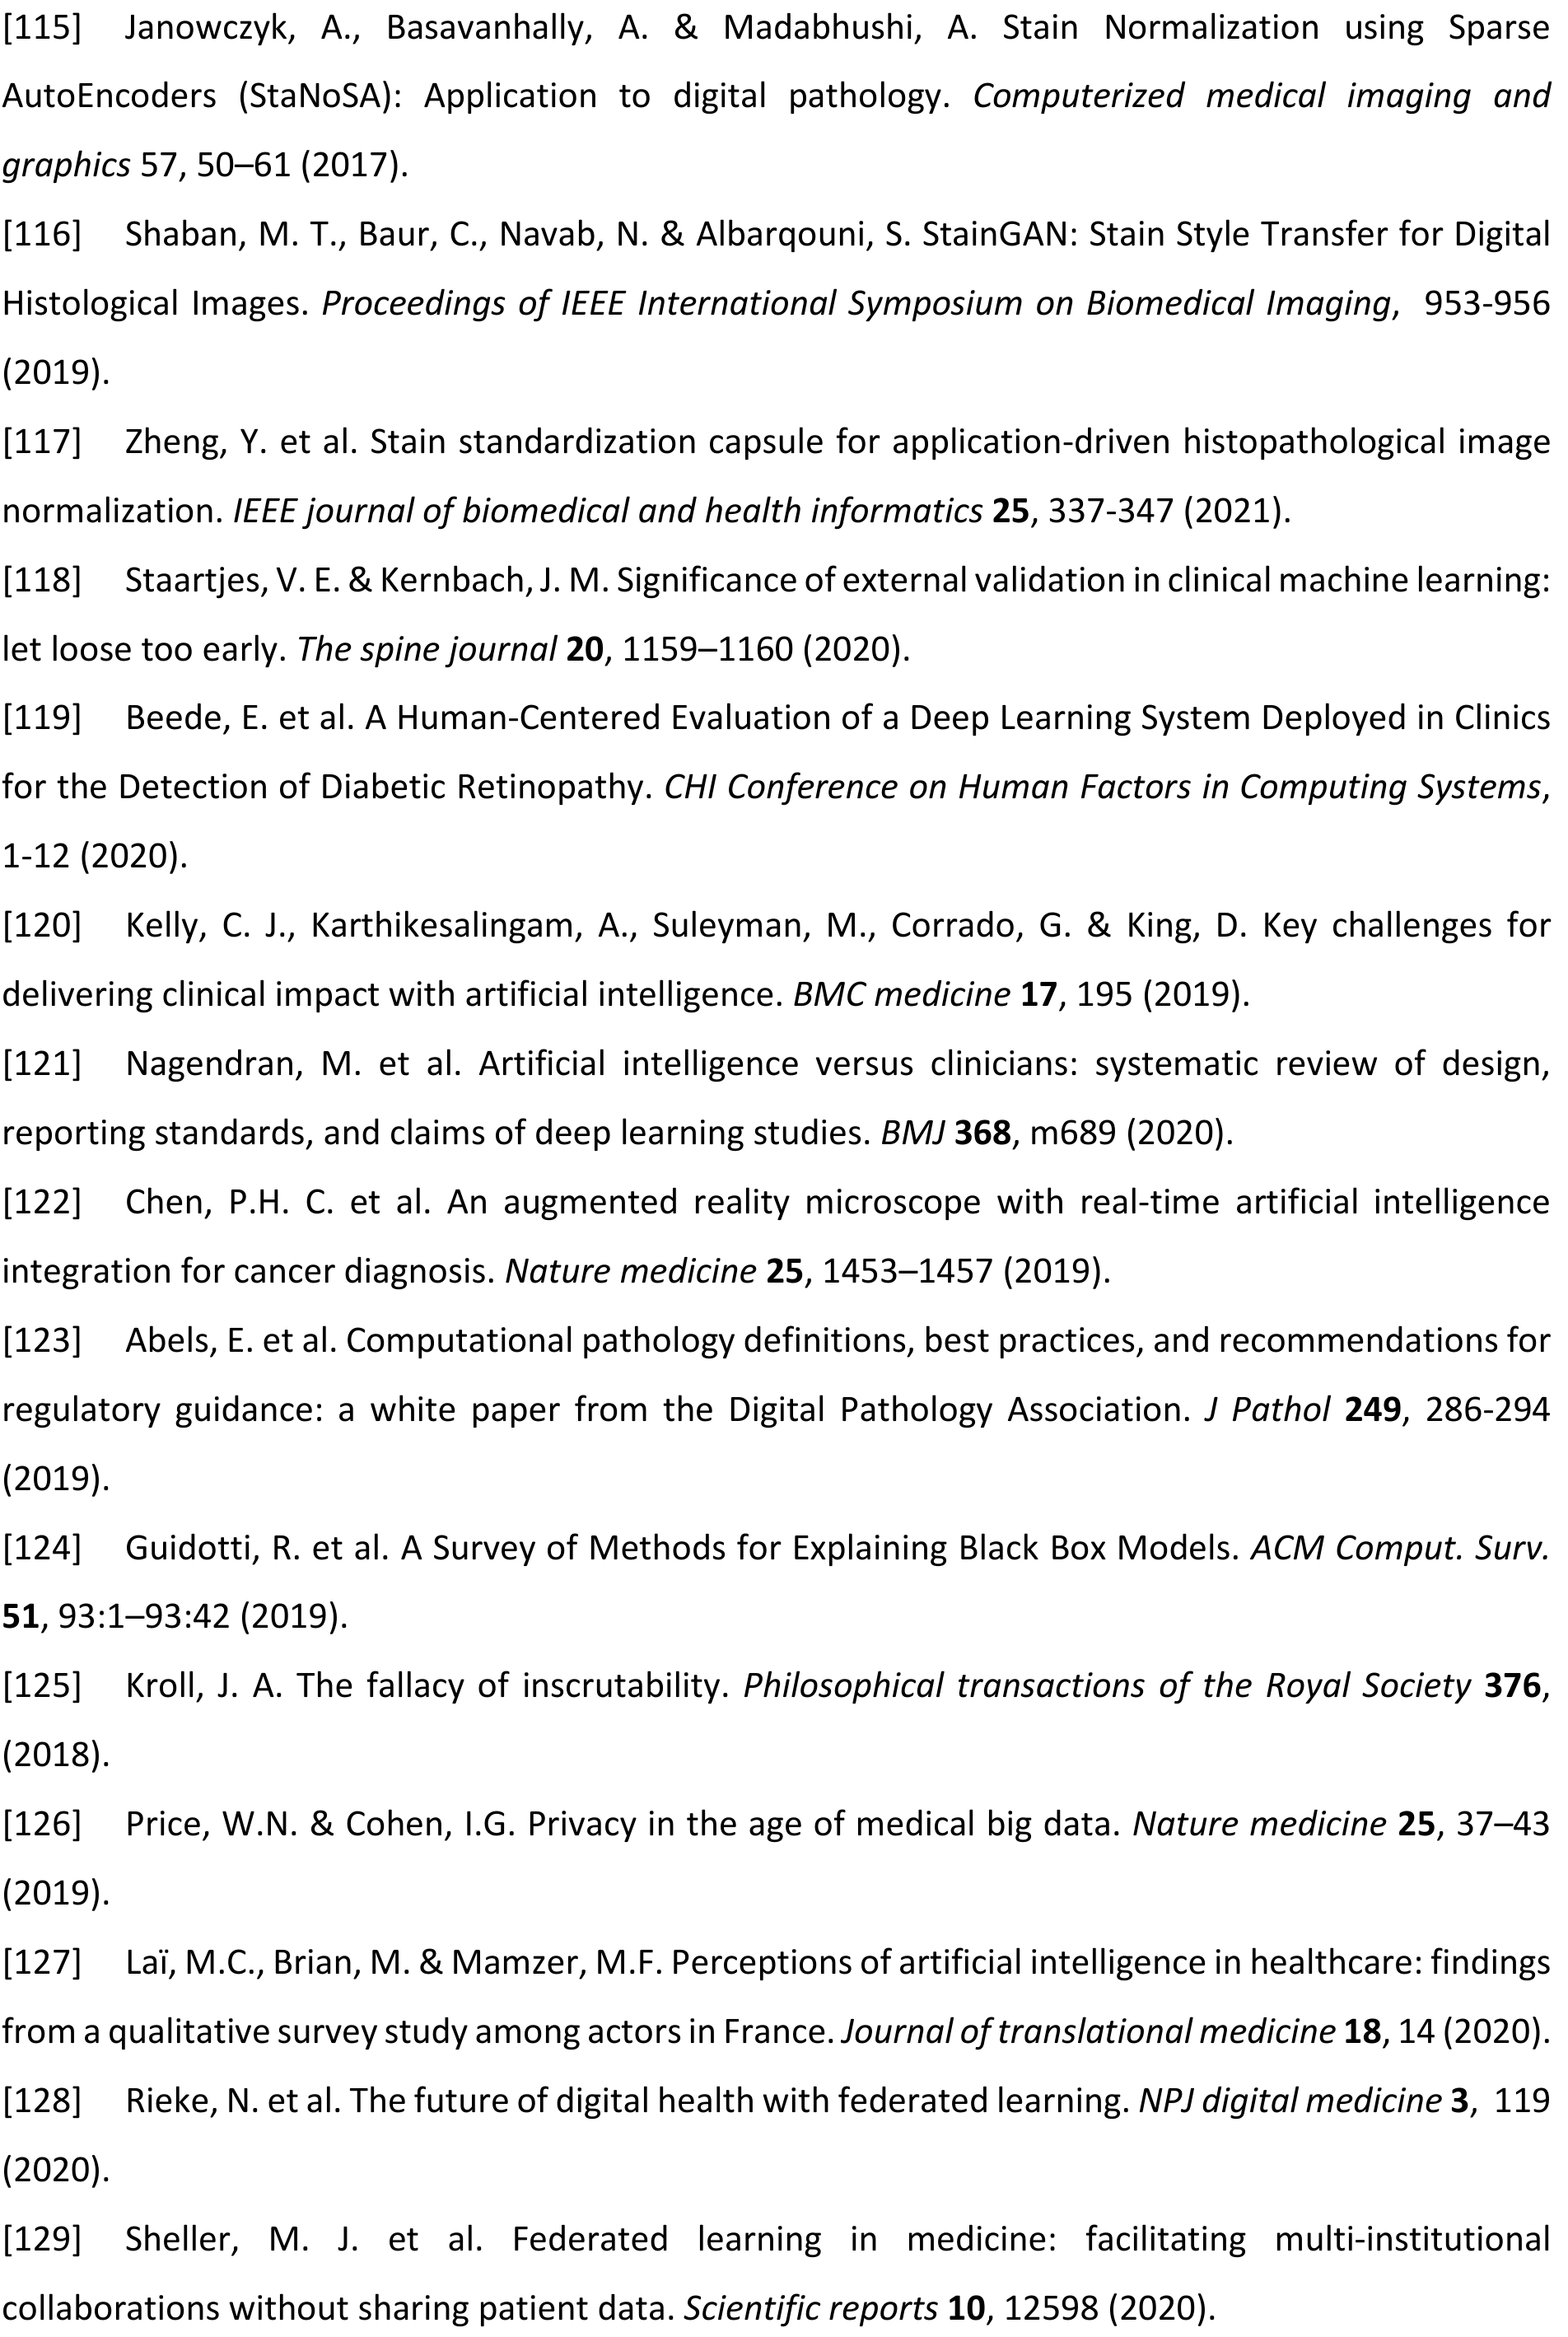 [115] Janowczyk, A., Basavanhally, A. & Madabhushi, A. Stain Normalization using Sparse
AutoEncoders (StaNoSA): Application to digital pathology. Computerized medical imaging and
graphics 57, 50–61 (2017).
[116] Shaban, M. T., Baur, C., Navab, N. & Albarqouni, S. StainGAN: Stain Style Transfer for Digital
Histological Images. Proceedings of IEEE International Symposium on Biomedical Imaging, 953-956
(2019).
[117] Zheng, Y. et al. Stain standardization capsule for application-driven histopathological image
normalization. IEEE journal of biomedical and health informatics 25, 337-347 (2021).
[118] Staartjes, V. E. & Kernbach, J. M. Significance of external validation in clinical machine learning:
let loose too early. The spine journal 20, 1159–1160 (2020).
[119] Beede, E. et al. A Human-Centered Evaluation of a Deep Learning System Deployed in Clinics
for the Detection of Diabetic Retinopathy. CHI Conference on Human Factors in Computing Systems,
1-12 (2020).
[120] Kelly, C. J., Karthikesalingam, A., Suleyman, M., Corrado, G. & King, D. Key challenges for
delivering clinical impact with artificial intelligence. BMC medicine 17, 195 (2019).
[121] Nagendran, M. et al. Artificial intelligence versus clinicians: systematic review of design,
reporting standards, and claims of deep learning studies. BMJ 368, m689 (2020).
[122] Chen, P.H. C. et al. An augmented reality microscope with real-time artificial intelligence
integration for cancer diagnosis. Nature medicine 25, 1453–1457 (2019).
[123] Abels, E. et al. Computational pathology definitions, best practices, and recommendations for
regulatory guidance: a white paper from the Digital Pathology Association. J Pathol 249, 286-294
(2019).
[124] Guidotti, R. et al. A Survey of Methods for Explaining Black Box Models. ACM Comput. Surv.
51, 93:1–93:42 (2019).
[125] Kroll, J. A. The fallacy of inscrutability. Philosophical transactions of the Royal Society 376,
(2018).
[126] Price, W.N. & Cohen, I.G. Privacy in the age of medical big data. Nature medicine 25, 37–43
(2019).
[127] Laï, M.C., Brian, M. & Mamzer, M.F. Perceptions of artificial intelligence in healthcare: findings
from a qualitative survey study among actors in France. Journal of translational medicine 18, 14 (2020).
[128] Rieke, N. et al. The future of digital health with federated learning. NPJ digital medicine 3, 119
(2020).
[129] Sheller, M. J. et al. Federated learning in medicine: facilitating multi-institutional
collaborations without sharing patient data. Scientific reports 10, 12598 (2020).